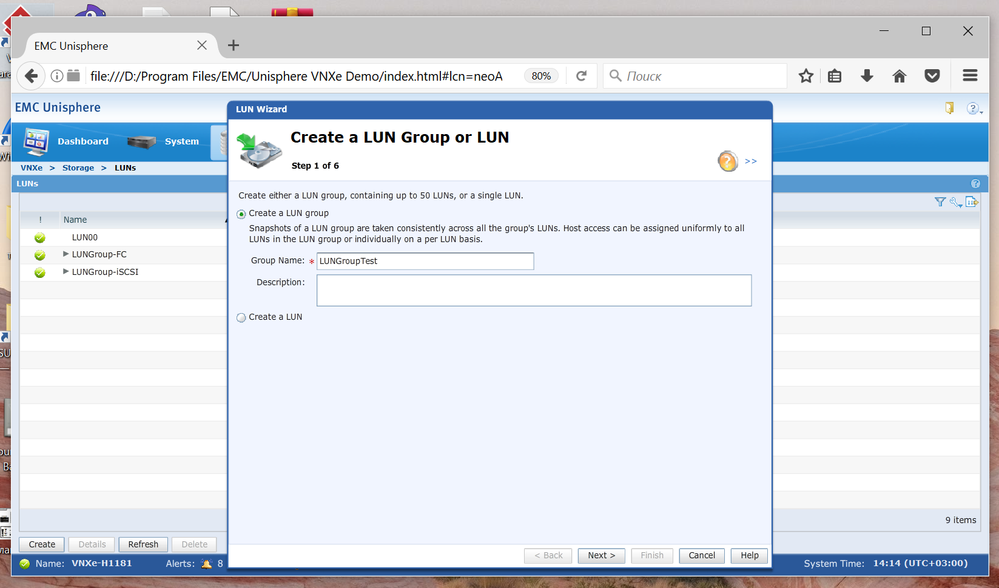 EMC Unisphere
file:///D:/Program Files/EMC/Unisphere VNXe Demo/index.html#lcn=neoA
80%
Поиск
EMC Unisphere
Dashboard
System
VNXe > Storage > LUNs
LUNs
! Name
LUN00
LUNGroup-FC
LUNGroup-iSCSI
9 items
Create
Details
Refresh
Delete
LUN Wizard
Create a LUN Group or LUN
Step 1 of 6
>>
Create either a LUN group, containing up to 50 LUNs, or a single LUN.
Create a LUN group
Snapshots of a LUN group are taken consistently across all the group's LUNs. Host access can be assigned uniformly to all
LUNs in the LUN group or individually on a per LUN basis.
Group Name: * LUNGroupTest
Description:
Create a LUN
< Back
Next >
Finish
Cancel
Help
Name: VNXe-H1181
Alerts: 8
System Time: 14:14 (UTC+03:00)